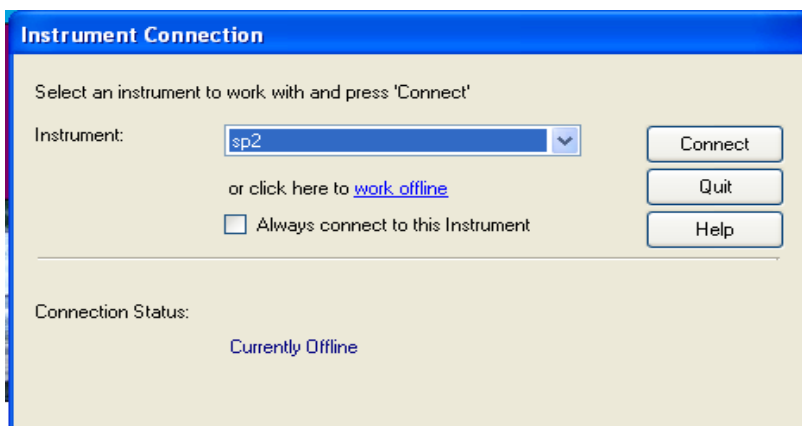 Instrument Connection
Select an instrument to work with and press 'Connect'
Instrument:
sp2
Connect
or click here to work offline
Quit
Always connect to this Instrument
Help
Connection Status:
Currently Offline